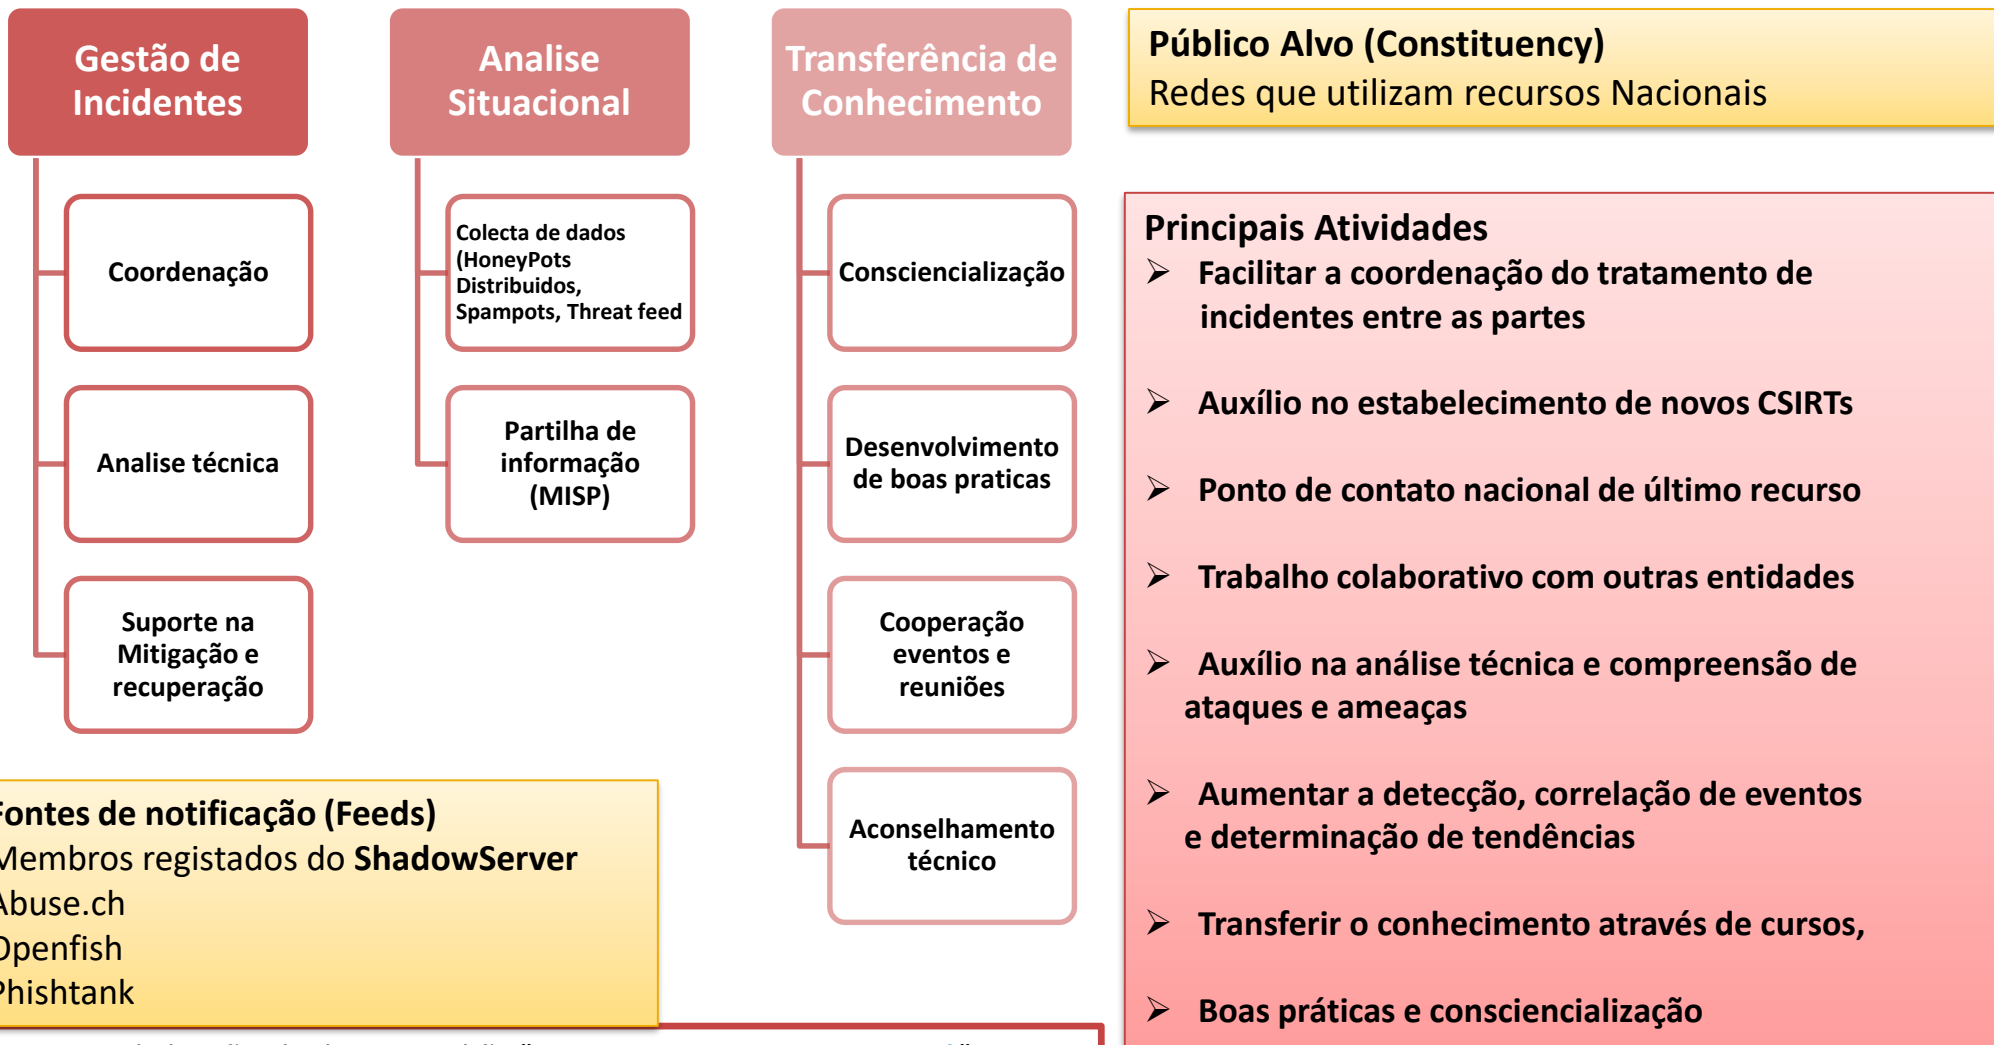 Gestão de
Incidentes
Coordenação
Analise técnica
Suporte na
Mitigação e
recuperação
Analise
Situacional
Colecta de dados
(HoneyPots
Distribuidos,
Spampots, Threat feed
Partilha de
informação
(MISP)
Transferência de
Conhecimento
Consciencialização
Desenvolvimento
de boas praticas
Cooperação
eventos e
reuniões
Aconselhamento
técnico
Público Alvo (Constituency)
Redes que utilizam recursos Nacionais
Principais Atividades
➤ Facilitar a coordenação do tratamento de
incidentes entre as partes
➤ Auxílio no estabelecimento de novos CSIRTs
➤ Ponto de contato nacional de último recurso
➤ Trabalho colaborativo com outras entidades
➤ Auxílio na análise técnica e compreensão de
ataques e ameaças
➤ Aumentar a detecção, correlação de eventos
e determinação de tendências
➤ Transferir o conhecimento através de cursos,
➤ Boas práticas e consciencialização
Fontes de notificação (Feeds)
Membros registados do ShadowServer
Abuse.ch
Openfish
Phishtank